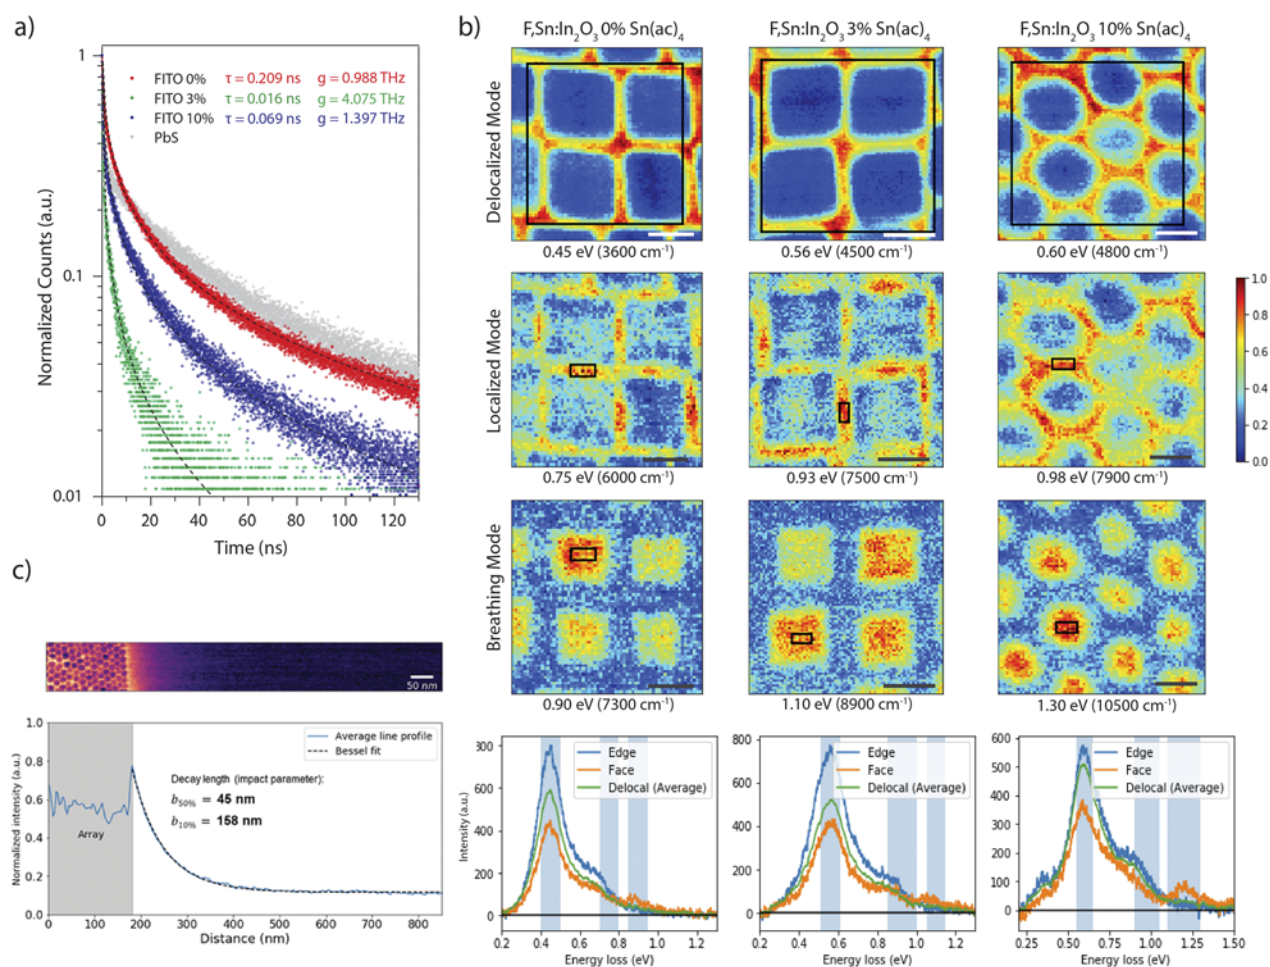 a)
1
0.1
0.01
Normalized Counts (a.u.)
FITO 0% τ = 0.209 ns g = 0.988 THz
FITO 3% τ = 0.016 ns g = 4.075 THz
FITO 10% τ = 0.069 ns g = 1.397 THz
PbS
0 20 40 60 80 100 120
Time (ns)
b)
F,Sn:In₂O₃ 0% Sn(ac)₄ F,Sn:In₂O₃ 3% Sn(ac)₄ F,Sn:In₂O₃ 10% Sn(ac)₄
Delocalized Mode
0.45 eV (3600 cm⁻¹) 0.56 eV (4500 cm⁻¹) 0.60 eV (4800 cm⁻¹)
Localized Mode
0.75 eV (6000 cm⁻¹) 0.93 eV (7500 cm⁻¹) 0.98 eV (7900 cm⁻¹)
1.0
0.8
0.6
0.4
0.2
0.0
Breathing Mode
0.90 eV (7300 cm⁻¹) 1.10 eV (8900 cm⁻¹) 1.30 eV (10500 cm⁻¹)
800
600
400
200
0
Intensity (a.u.)
Edge
Face
Delocal (Average)
0.2 0.4 0.6 0.8 1.0 1.2
Energy loss (eV)
800
600
400
200
0
Edge
Face
Delocal (Average)
0.2 0.4 0.6 0.8 1.0 1.2
Energy loss (eV)
600
500
400
300
200
100
0
Edge
Face
Delocal (Average)
0.25 0.50 0.75 1.00 1.25 1.50
Energy loss (eV)
c)
50 nm
1.0
0.8
0.6
0.4
0.2
0.0
Normalized intensity (a.u.)
Average line profile
Bessel fit
Decay length (impact parameter):
b50% = 45 nm
b10% = 158 nm
Array
0 100 200 300 400 500 600 700 800
Distance (nm)